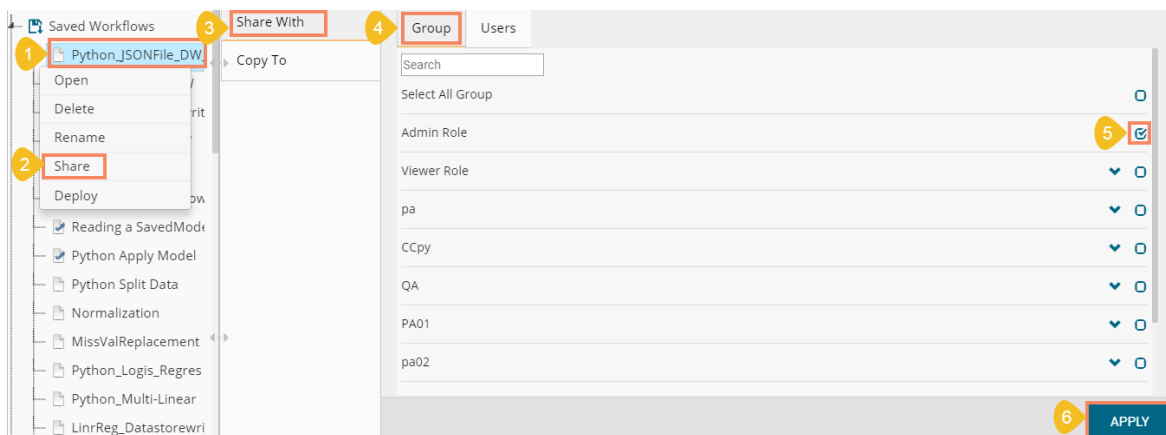 Saved Workflows
1
Python_JSONFile_DW
Open
Delete
rit
Rename
2
Share
Deploy
ow
Reading a SavedMode
Python Apply Model
Python Split Data
Normalization
MissValReplacement
Python_Logis_Regres
Python_Multi-Linear
LinrReg_Datastorewri
3
Share With
Copy To
4
Group
Users
Search
Select All Group
Admin Role
5
Viewer Role
pa
CCpy
QA
PA01
pa02
6
APPLY